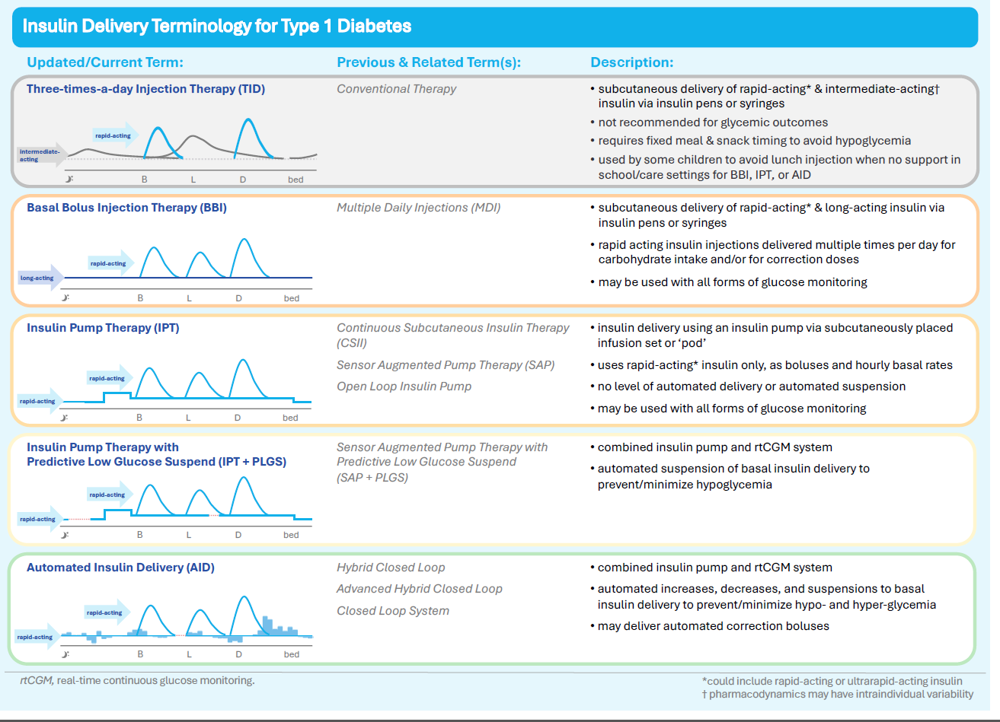 Insulin Delivery Terminology for Type 1 Diabetes
Updated/Current Term:
Previous & Related Term(s):
Description:
Three-times-a-day Injection Therapy (TID)
rapid-acting
intermediate-
acting
B L D bed
Conventional Therapy
• subcutaneous delivery of rapid-acting* & intermediate-acting†
insulin via insulin pens or syringes
• not recommended for glycemic outcomes
• requires fixed meal & snack timing to avoid hypoglycemia
• used by some children to avoid lunch injection when no support in
school/care settings for BBI, IPT, or AID
Basal Bolus Injection Therapy (BBI)
rapid-acting
long-acting
B L D bed
Multiple Daily Injections (MDI)
• subcutaneous delivery of rapid-acting* & long-acting insulin via
insulin pens or syringes
• rapid acting insulin injections delivered multiple times per day for
carbohydrate intake and/or for correction doses
• may be used with all forms of glucose monitoring
Insulin Pump Therapy (IPT)
rapid-acting
rapid-acting
B L D bed
Continuous Subcutaneous Insulin Therapy
(CSII)
Sensor Augmented Pump Therapy (SAP)
Open Loop Insulin Pump
• insulin delivery using an insulin pump via subcutaneously placed
infusion set or ‘pod’
• uses rapid-acting* insulin only, as boluses and hourly basal rates
• no level of automated delivery or automated suspension
• may be used with all forms of glucose monitoring
Insulin Pump Therapy with
Predictive Low Glucose Suspend (IPT + PLGS)
rapid-acting
rapid-acting
B L D bed
Sensor Augmented Pump Therapy with
Predictive Low Glucose Suspend
(SAP + PLGS)
• combined insulin pump and rtCGM system
• automated suspension of basal insulin delivery to
prevent/minimize hypoglycemia
Automated Insulin Delivery (AID)
rapid-acting
rapid-acting
B L D bed
Hybrid Closed Loop
Advanced Hybrid Closed Loop
Closed Loop System
• combined insulin pump and rtCGM system
• automated increases, decreases, and suspensions to basal
insulin delivery to prevent/minimize hypo- and hyper-glycemia
• may deliver automated correction boluses
rtCGM, real-time continuous glucose monitoring.
*could include rapid-acting or ultrarapid-acting insulin
† pharmacodynamics may have intraindividual variability